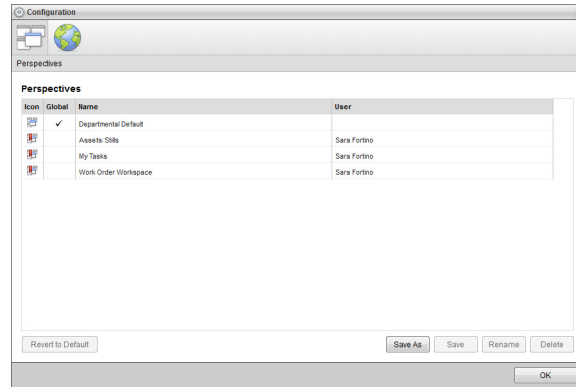 Configuration
Perspectives
Perspectives
Icon Global Name User
Departmental Default
Assets: Stills Sara Fortino
My Tasks Sara Fortino
Work Order Workspace Sara Fortino
Revert to Default Save As Save Rename Delete
OK